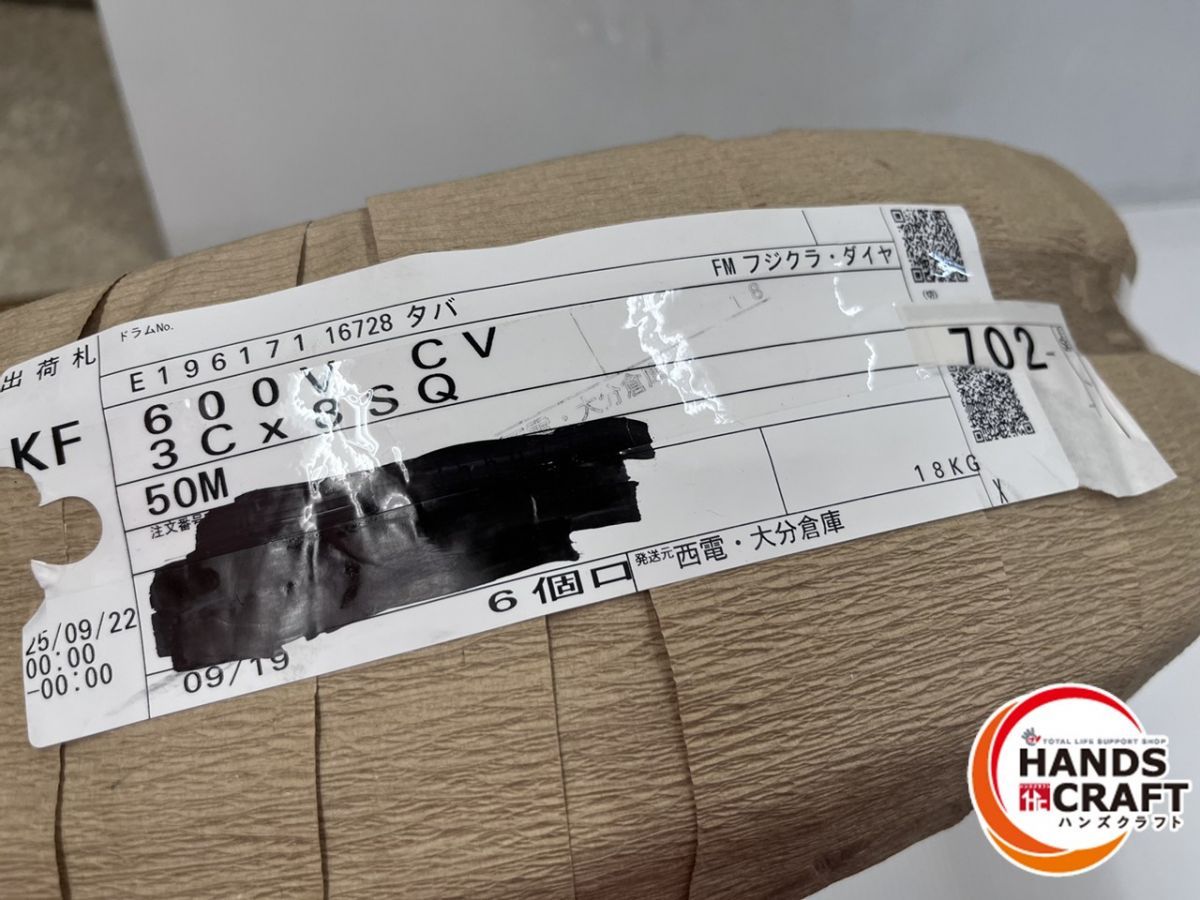 出荷札
ドラムNo.
E196171 16728 タバ
FM フジクラ・ダイヤ
(切)
KF
600V CV
18
3C×8SQ
702-
50M
18KG
X
注文番号
6個口
発送元 西電・大分倉庫
25/09/22
00:00
-00:00
09/19
TOTAL LIFE SUPPORT SHOP
HANDS
CRAFT
ハンズクラフト